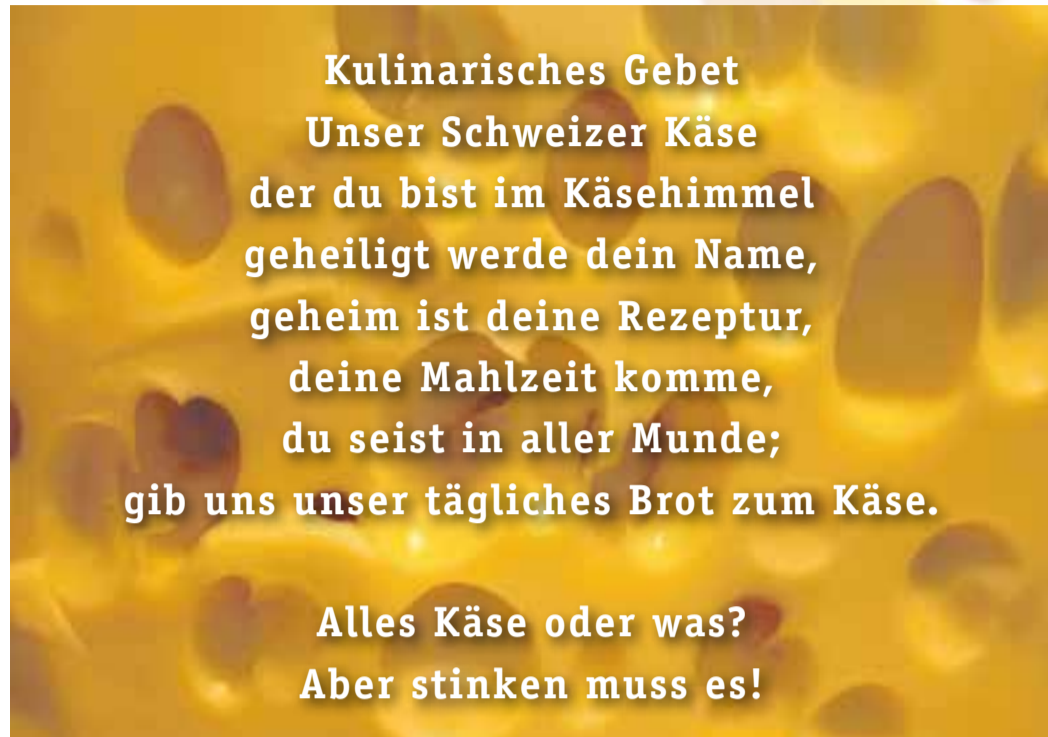 Kulinarisches Gebet
Unser Schweizer Käse
der du bist im Käsehimmel
geheiligt werde dein Name,
geheim ist deine Rezeptur,
deine Mahlzeit komme,
du seist in aller Munde;
gib uns unser tägliches Brot zum Käse.
Alles Käse oder was?
Aber stinken muss es!